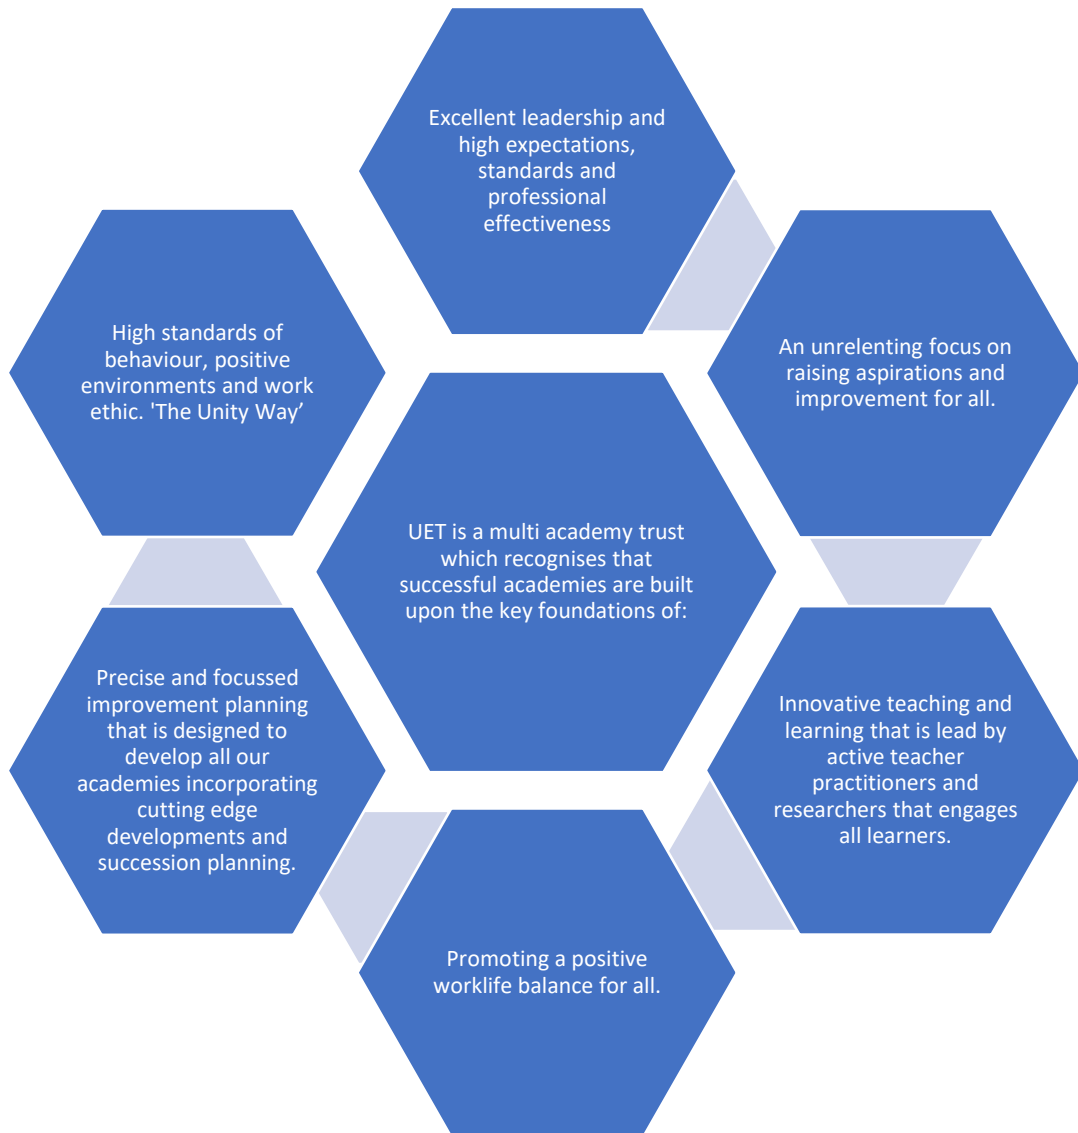 Excellent leadership and
high expectations,
standards and
professional
effectiveness
An unrelenting focus on
raising aspirations and
improvement for all.
Innovative teaching and
learning that is lead by
active teacher
practitioners and
researchers that engages
all learners.
Promoting a positive
worklife balance for all.
Precise and focussed
improvement planning
that is designed to
develop all our
academies incorporating
cutting edge
developments and
succession planning.
High standards of
behaviour, positive
environments and work
ethic. 'The Unity Way’
UET is a multi academy trust
which recognises that
successful academies are built
upon the key foundations of: